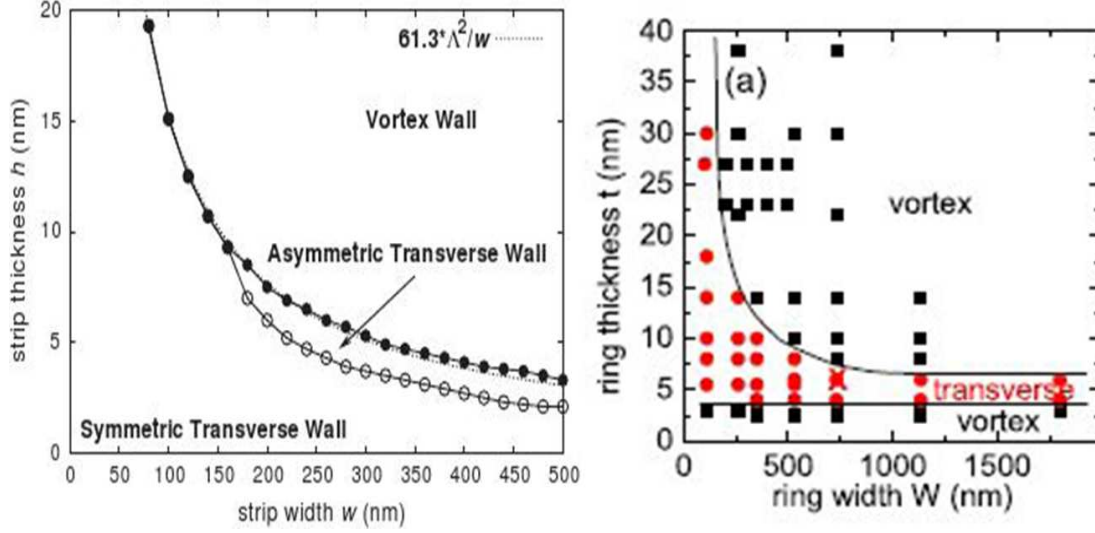 20
15
10
5
0
0 50 100 150 200 250 300 350 400 450 500
strip thickness h (nm)
strip width w (nm)
61.3*Λ²/w
Vortex Wall
Asymmetric Transverse Wall
Symmetric Transverse Wall
40
35
30
25
20
15
10
5
0
0 500 1000 1500
ring thickness t (nm)
ring width W (nm)
(a)
vortex
transverse
vortex